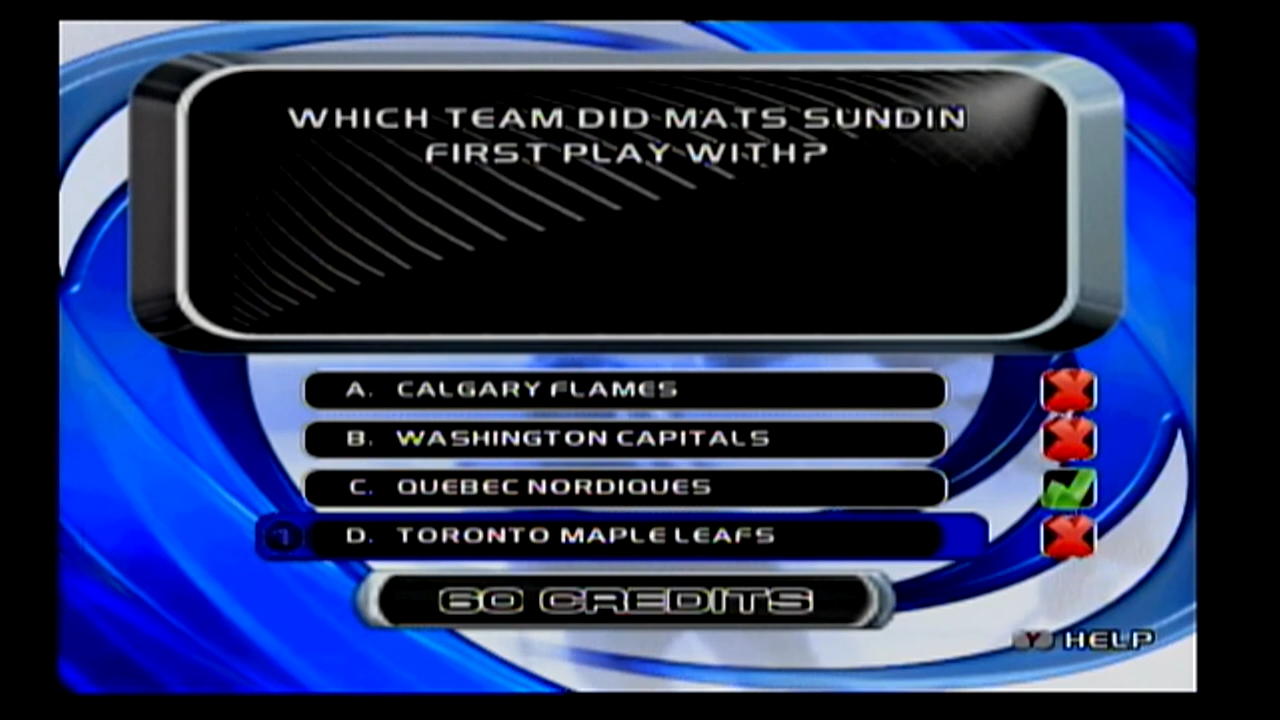 WHICH TEAM DID MATS SUNDIN
FIRST PLAY WITH?
A. CALGARY FLAMES
B. WASHINGTON CAPITALS
C. QUEBEC NORDIQUES
1 D. TORONTO MAPLE LEAFS
60 CREDITS
Y HELP